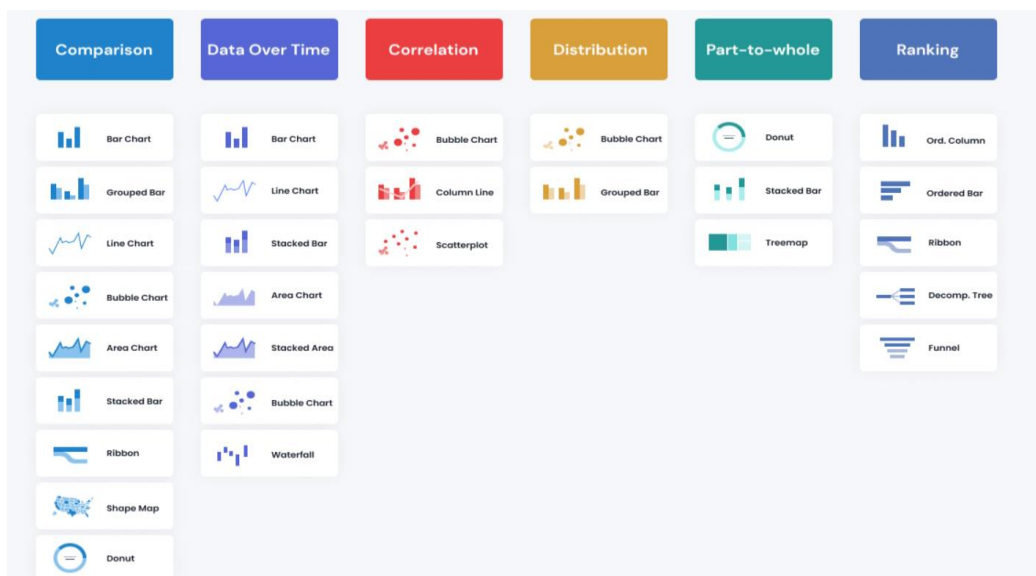 Comparison
Data Over Time
Correlation
Distribution
Part-to-whole
Ranking
Bar Chart
Grouped Bar
Line Chart
Bubble Chart
Area Chart
Stacked Bar
Ribbon
Shape Map
Donut
Bar Chart
Line Chart
Stacked Bar
Area Chart
Stacked Area
Bubble Chart
Waterfall
Bubble Chart
Column Line
Scatterplot
Bubble Chart
Grouped Bar
Donut
Stacked Bar
Treemap
Ord. Column
Ordered Bar
Ribbon
Decomp. Tree
Funnel